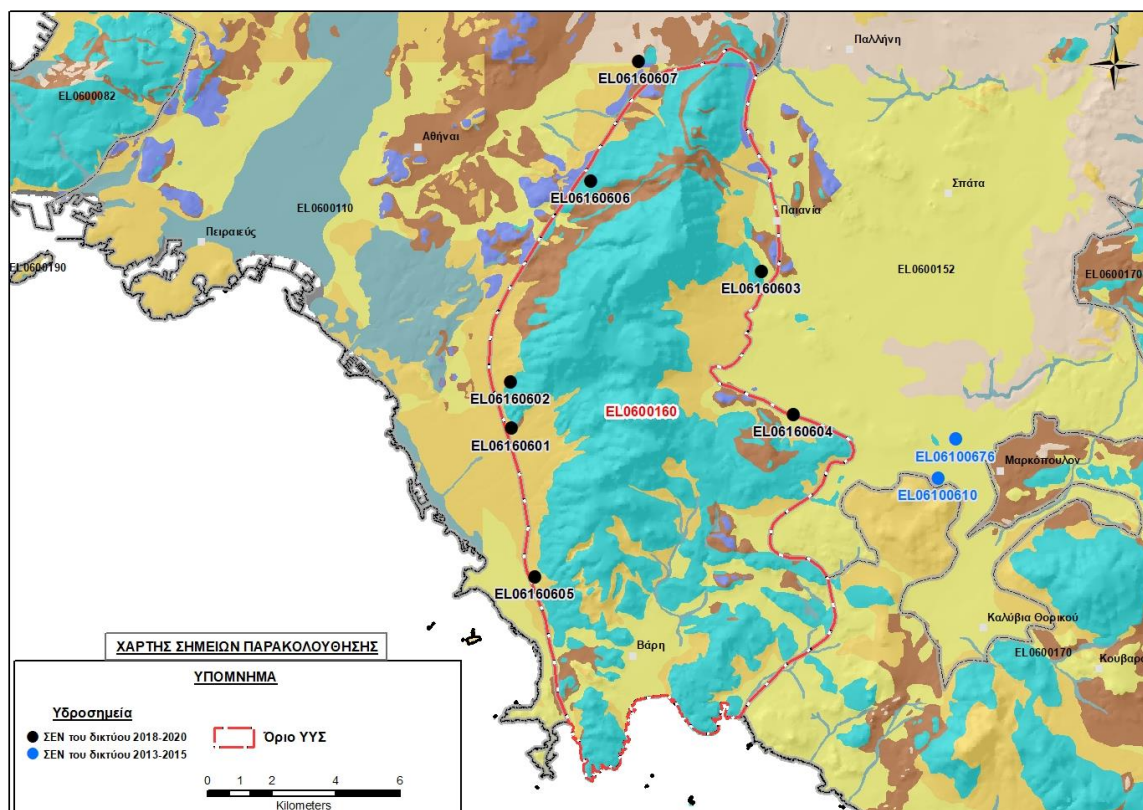 N
Παλλήνη
EL06160607
EL0600082
Αθήναι
EL06160606
Σπάτα
EL0600110
Παιανία
Πειραιεύς
EL0600190
EL0600152
EL0600170
EL06160603
EL06160602
EL0600160
EL06160601
EL06160604
EL06100676
Μαρκόπουλον
EL06100610
EL06160605
Καλύβια Θορικού
Βάρη
EL0600170
Κουβαρ
ΧΑΡΤΗΣ ΣΗΜΕΙΩΝ ΠΑΡΑΚΟΛΟΥΘΗΣΗΣ
ΥΠΟΜΝΗΜΑ
Υδροσημεία
ΣΕΝ του δικτύου 2018-2020
Όριο ΥΥΣ
ΣΕΝ του δικτύου 2013-2015
0 1 2 4 6
Kilometers